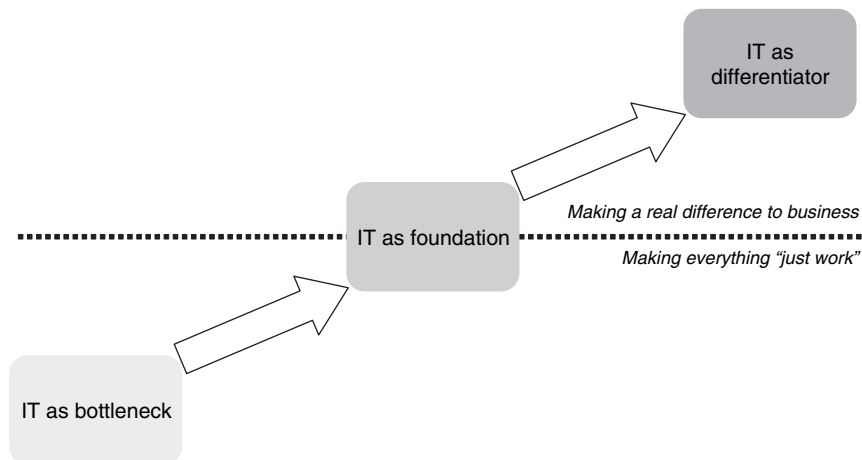 IT as
differentiator
Making a real difference to business
IT as foundation
Making everything “just work”
IT as bottleneck